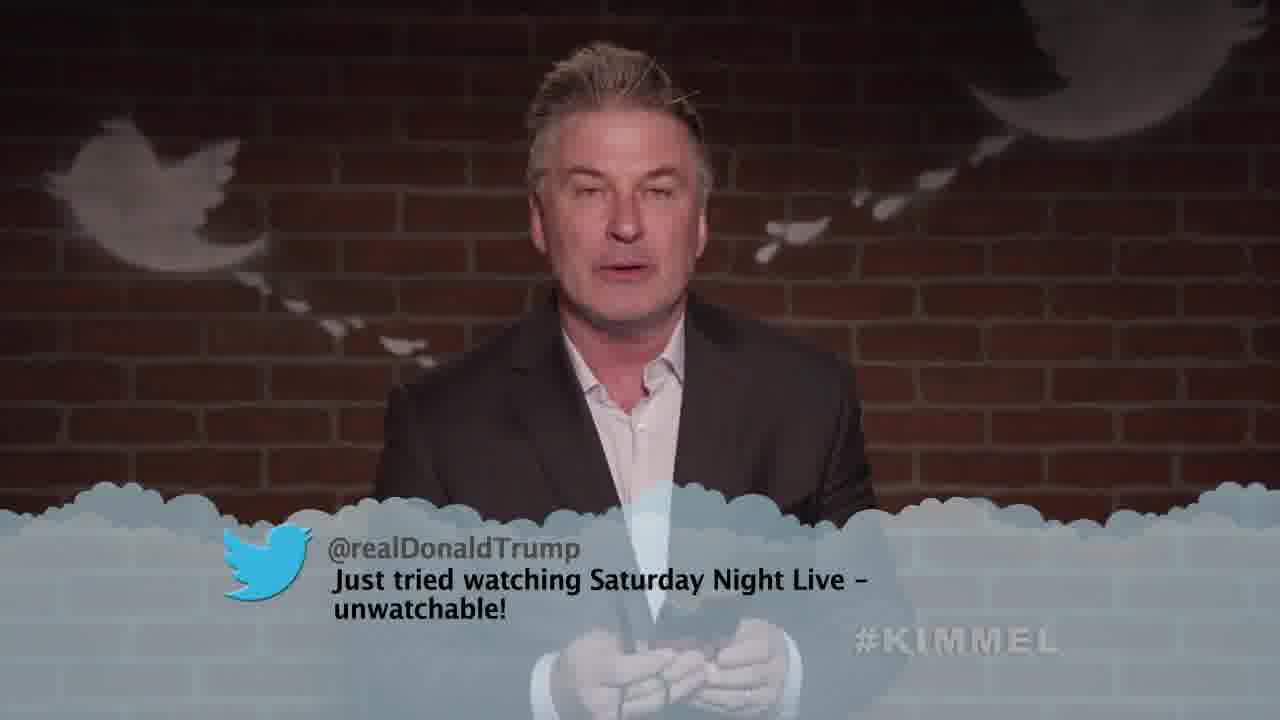 @realDonaldTrump
Just tried watching Saturday Night Live –
unwatchable!
#KIMMEL